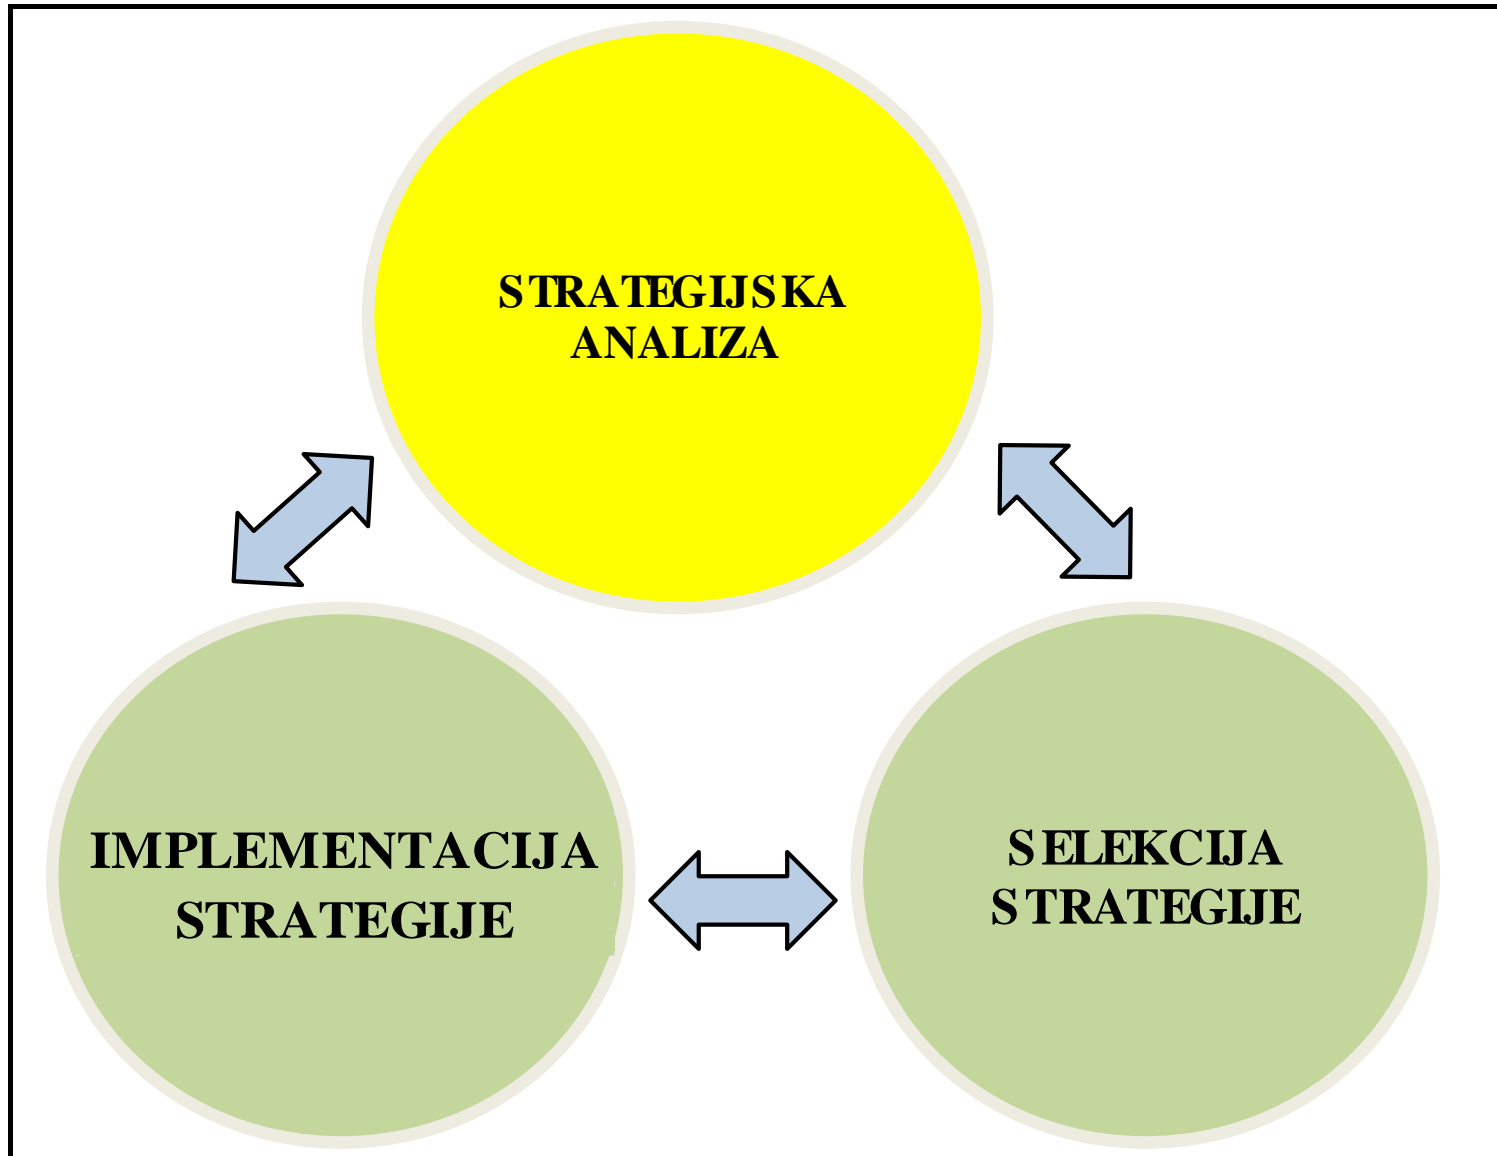 STRATEGIJSKA
ANALIZA
IMPLEMENTACIJA
STRATEGIJE
SELEKCIJA
STRATEGIJE